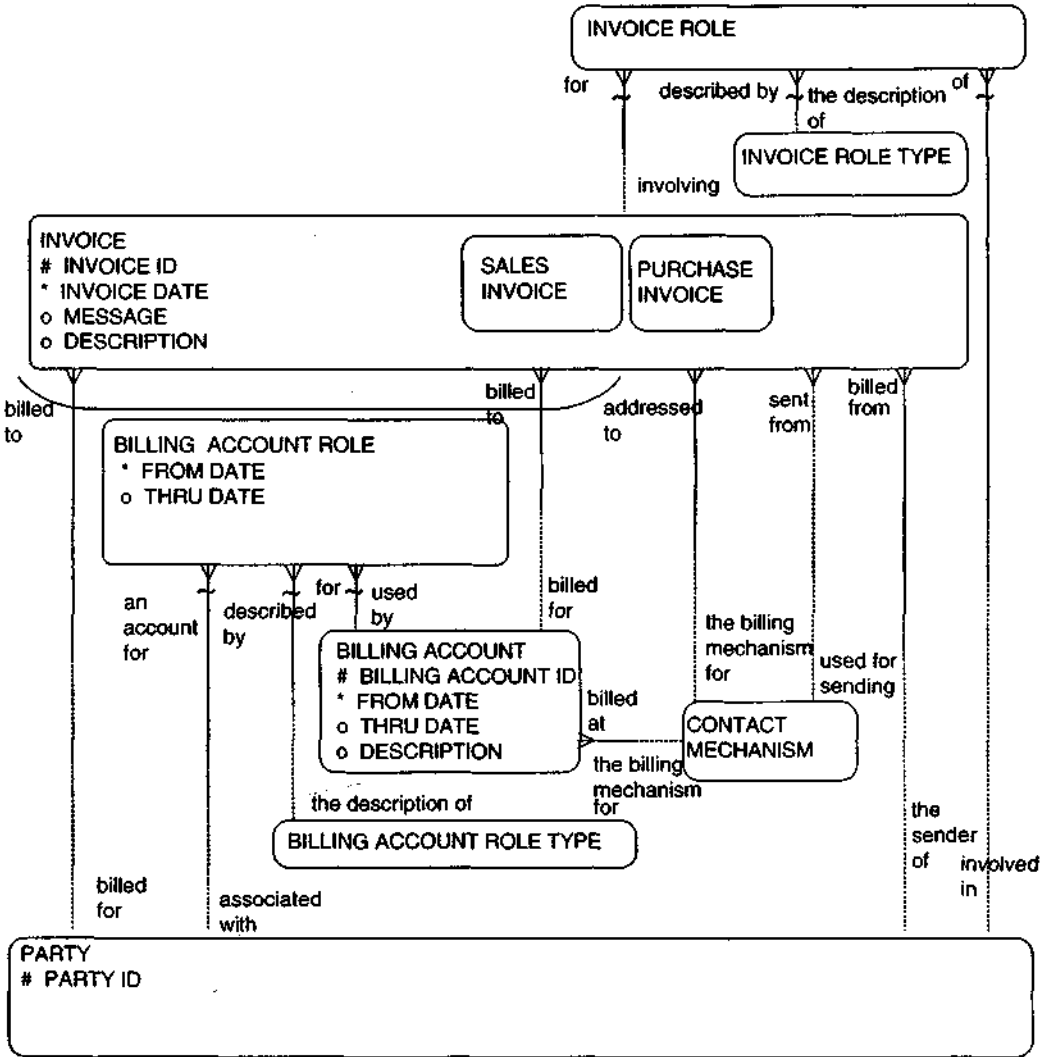 INVOICE ROLE
for
described by
the description
of
of
INVOICE ROLE TYPE
involving
INVOICE
# INVOICE ID
* INVOICE DATE
o MESSAGE
o DESCRIPTION
SALES
INVOICE
PURCHASE
INVOICE
billed
to
billed
to
addressed
to
sent
from
billed
from
BILLING ACCOUNT ROLE
* FROM DATE
o THRU DATE
an
account
for
described
by
for
used
by
billed
for
the billing
mechanism
for
used for
sending
BILLING ACCOUNT
# BILLING ACCOUNT ID
* FROM DATE
o THRU DATE
o DESCRIPTION
billed
at
CONTACT
MECHANISM
the billing
mechanism
for
the description of
BILLING ACCOUNT ROLE TYPE
the
sender
of
involved
in
billed
for
associated
with
PARTY
# PARTY ID